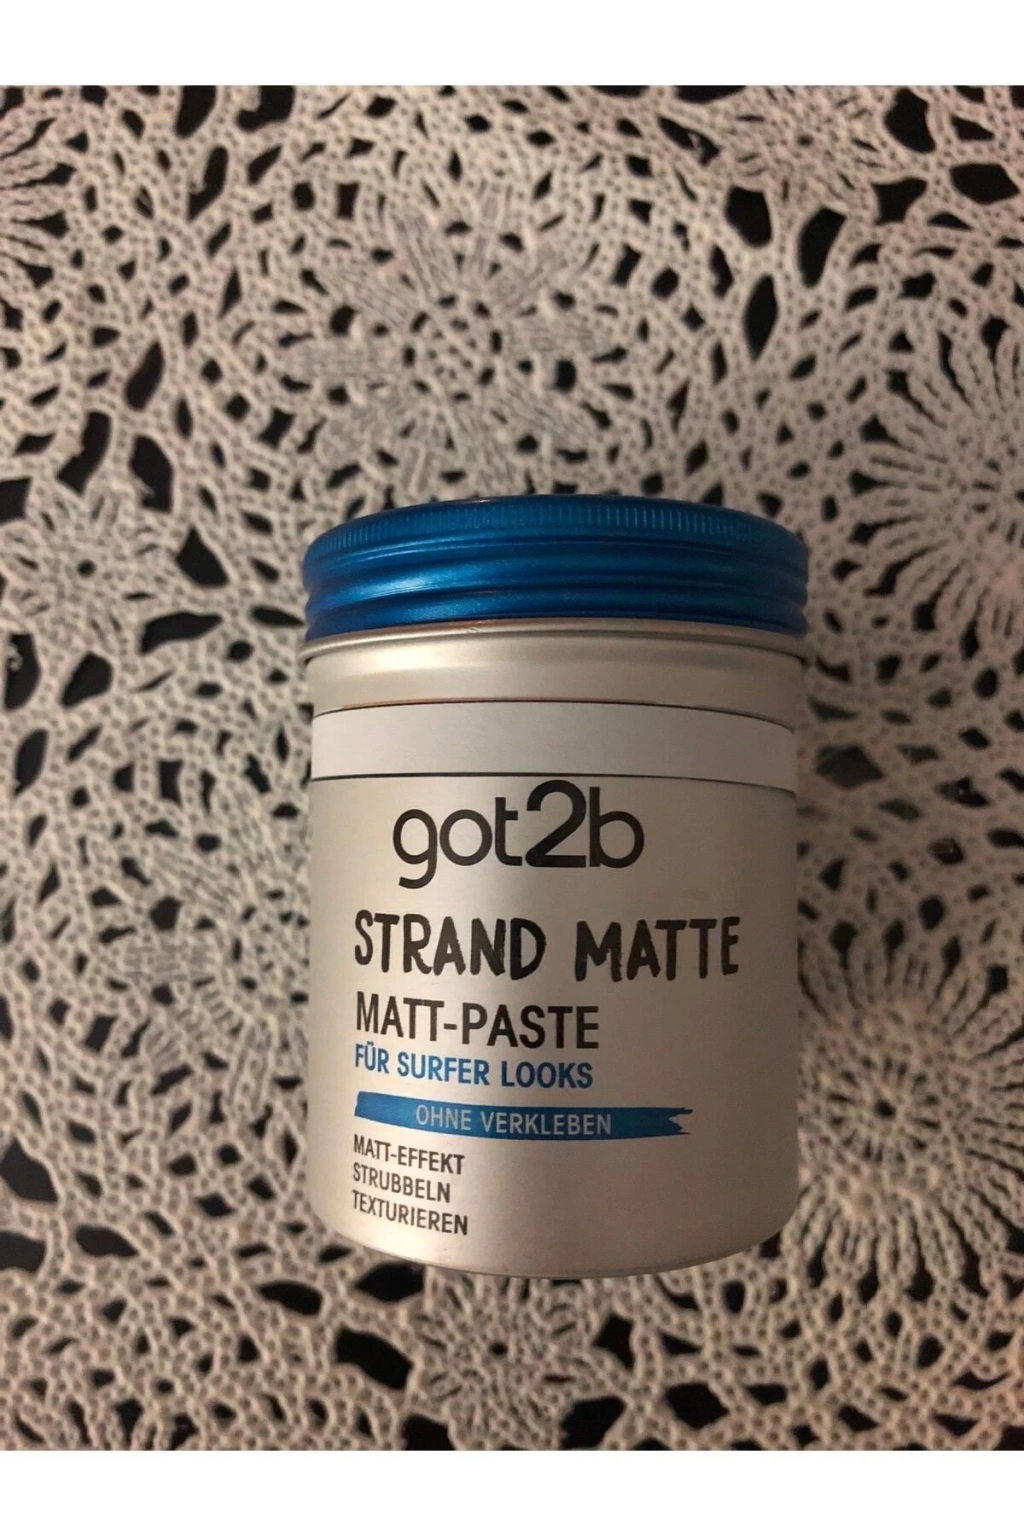 got2b
STRAND MATTE
MATT-PASTE
FÜR SURFER LOOKS
OHNE VERKLEBEN
MATT-EFFEKT
STRUBBELN
TEXTURIEREN